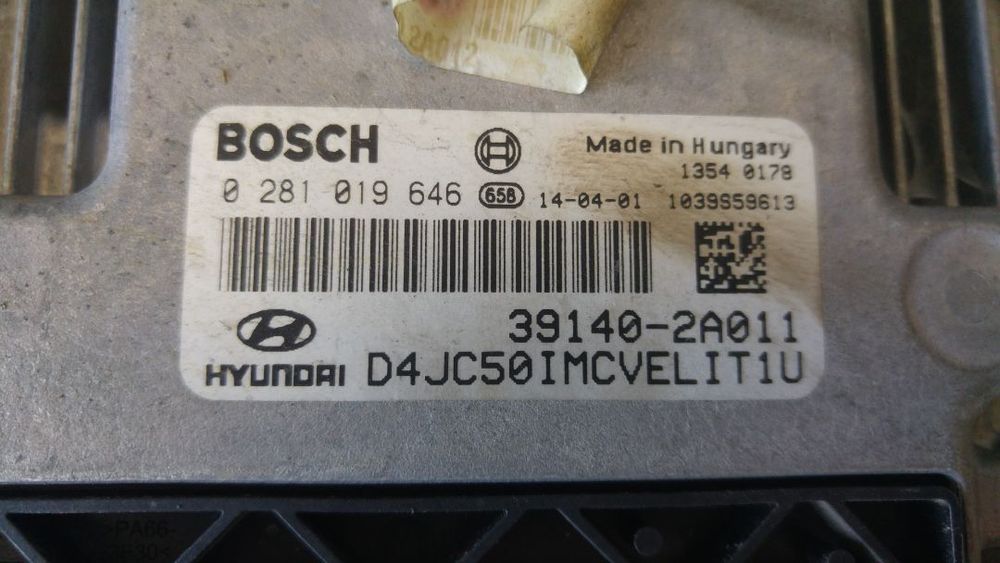 BOSCH
Made in Hungary
1354 0178
0 281 019 646 658 14-04-01 1039S59613
39140-2A011
HYUNDAI D4JC50IMCVELIT1U
>PA66-